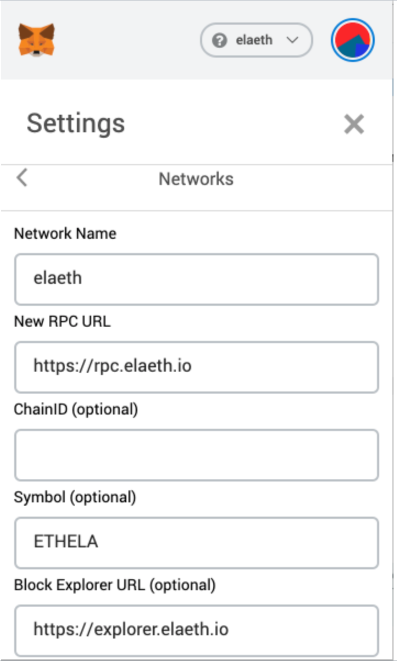 elaeth
Settings
Networks
Network Name
elaeth
New RPC URL
https://rpc.elaeth.io
ChainID (optional)
Symbol (optional)
ETHELA
Block Explorer URL (optional)
https://explorer.elaeth.io